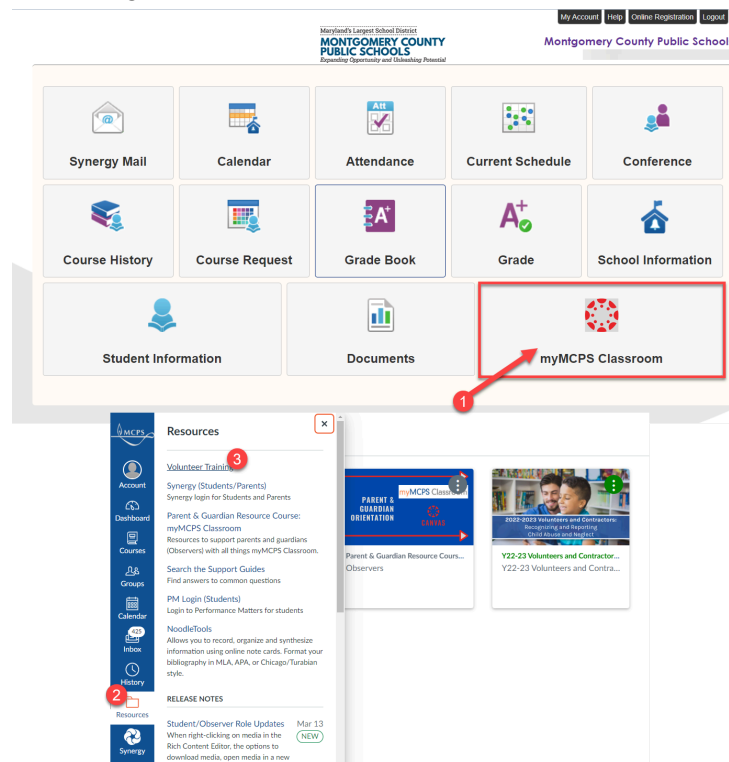 My Account Help Online Registration Logout
Maryland's Largest School District
MONTGOMERY COUNTY
PUBLIC SCHOOLS
Expanding Opportunity and Unleashing Potential
Montgomery County Public School
Synergy Mail
Calendar
Att
Attendance
Current Schedule
Conference
Course History
Course Request
A+
Grade Book
A+
Grade
School Information
Student Information
Documents
myMCPS Classroom
1
MCPS
Account
Dashboard
Courses
Groups
Calendar
425
Inbox
History
2
Resources
Synergy
Resources
×
3
Volunteer Training
Synergy (Students/Parents)
Synergy login for Students and Parents
Parent & Guardian Resource Course:
myMCPS Classroom
Resources to support parents and guardians
(Observers) with all things myMCPS Classroom.
Search the Support Guides
Find answers to common questions
PM Login (Students)
Login to Performance Matters for students
NoodleTools
Allows you to record, organize and synthesize
information using online note cards. Format your
bibliography in MLA, APA, or Chicago/Turabian
style.
RELEASE NOTES
Student/Observer Role Updates Mar 13
NEW
When right-clicking on media in the
Rich Content Editor, the options to
download media, open media in a new
PARENT &
GUARDIAN
ORIENTATION
myMCPS Classroom
CANVAS
Parent & Guardian Resource Cours...
Observers
2022-2023 Volunteers and Contractors:
Recognizing and Reporting
Child Abuse and Neglect
Y22-23 Volunteers and Contractor...
Y22-23 Volunteers and Contra...